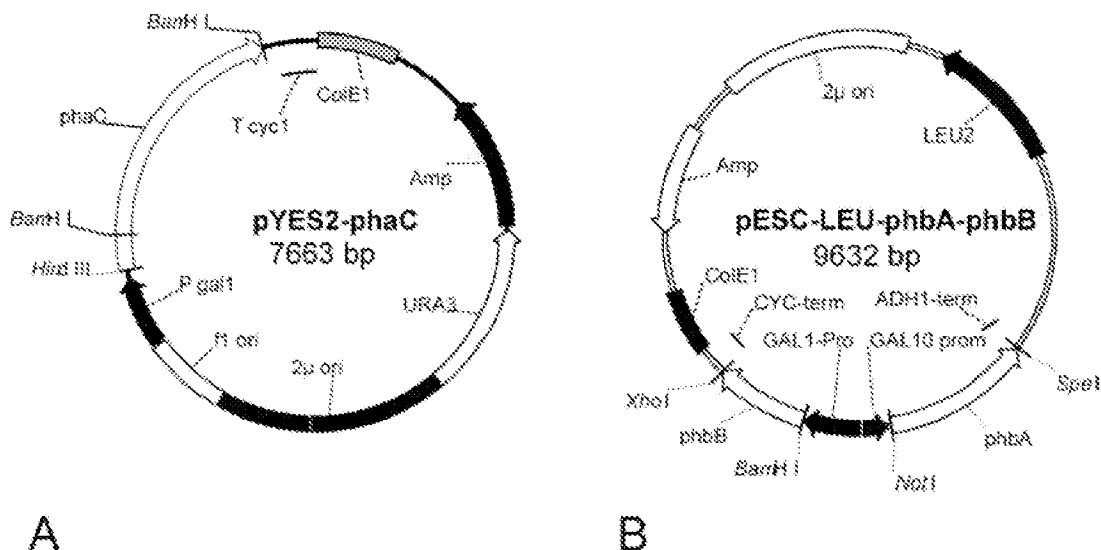 BamH I
phaC
T cyc1
ColE1
Amp
pYES2-phaC
7663 bp
BamH I
Hind III
P gal1
URA3
f1 ori
2µ ori
A
2µ ori
LEU2
Amp
pESC-LEU-phbA-phbB
9632 bp
ColE1
CYC-term
ADH1-term
GAL1-Pro
GAL10 prom
XhoI
SpeI
phbB
phbA
BamH I
Not1
B